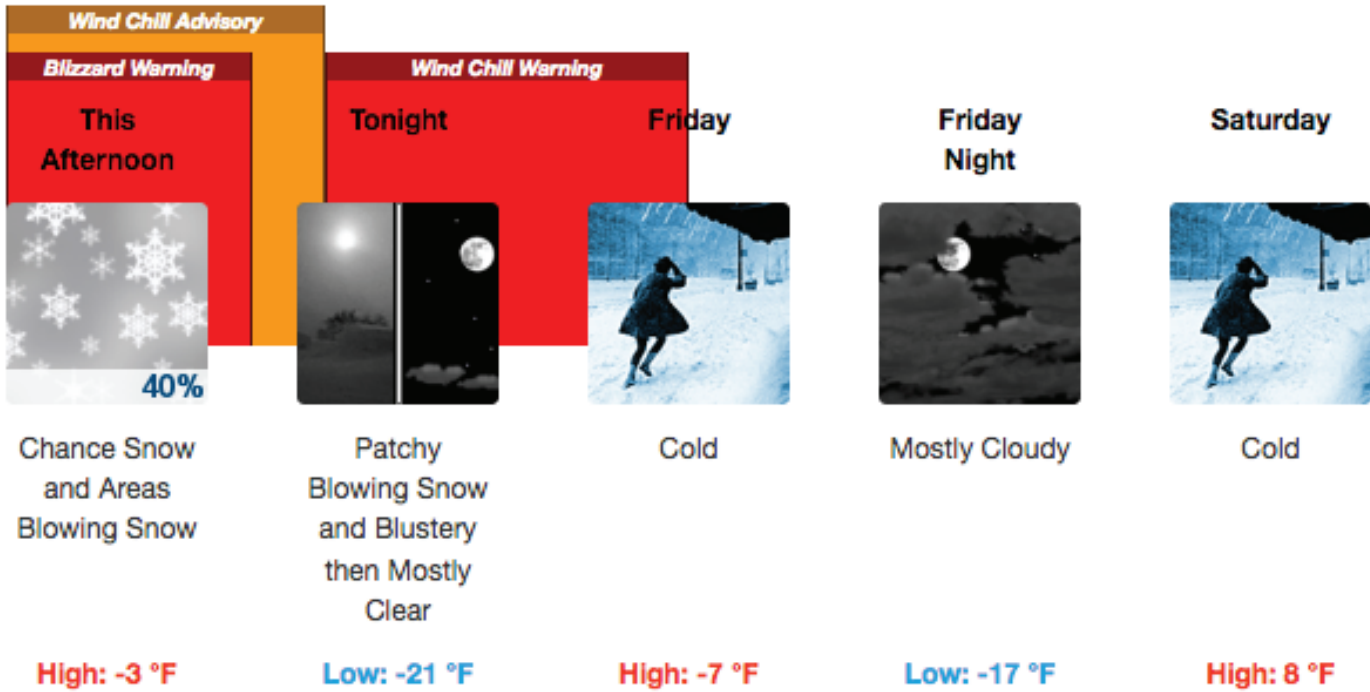 Wind Chill Advisory
Blizzard Warning
Wind Chill Warning
This
Afternoon
Tonight
Friday
Friday
Night
Saturday
40%
Chance Snow
and Areas
Blowing Snow
Patchy
Blowing Snow
and Blustery
then Mostly
Clear
Cold
Mostly Cloudy
Cold
High: -3 °F
Low: -21 °F
High: -7 °F
Low: -17 °F
High: 8 °F